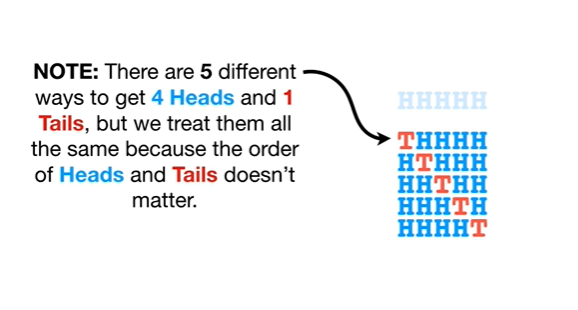 NOTE: There are 5 different
ways to get 4 Heads and 1
Tails, but we treat them all
the same because the order
of Heads and Tails doesn't
matter.
HHHHH
THHHH
HTHHH
HHTHH
HHHTH
HHHHT